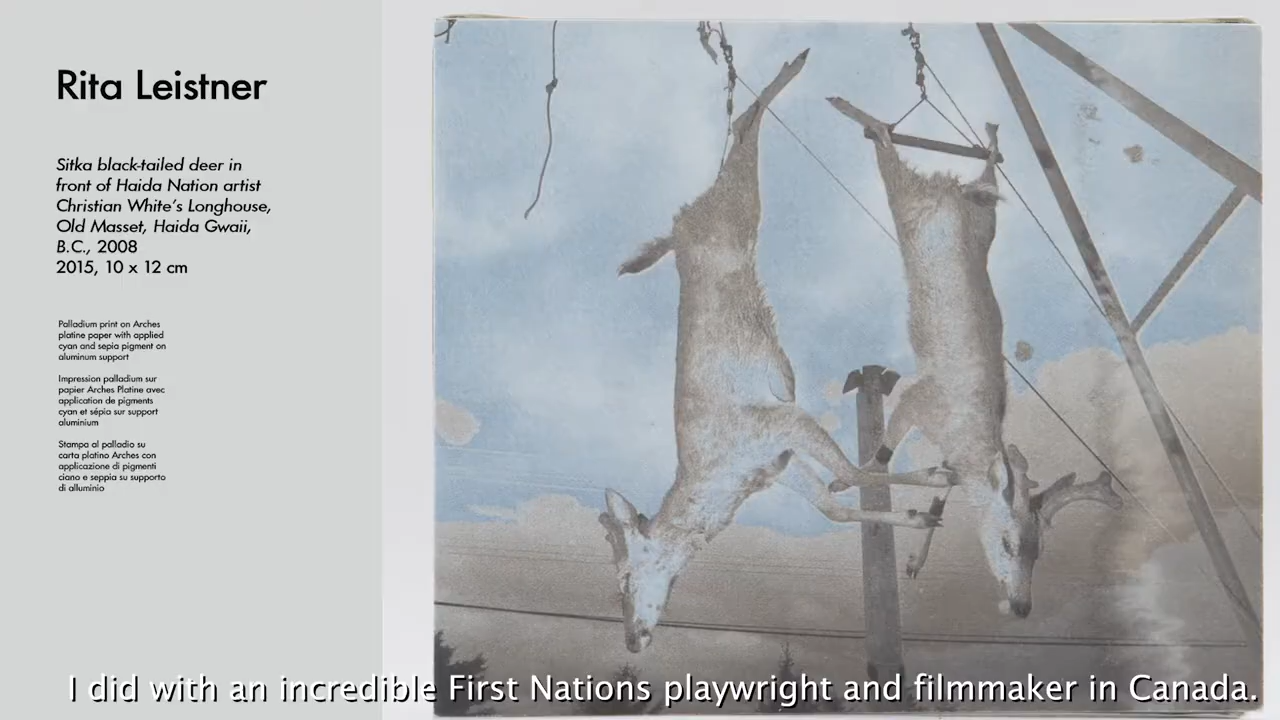 Rita Leistner
Sitka black-tailed deer in
front of Haida Nation artist
Christian White's Longhouse,
Old Masset, Haida Gwaii,
B.C., 2008
2015, 10 x 12 cm
Palladium print on Arches
platine paper with applied
cyan and sepia pigment on
aluminum support
Impression palladium sur
papier Arches Platine avec
application de pigments
cyan et sépia sur support
aluminium
Stampa al palladio su
carta platino Arches con
applicazione di pigmenti
ciano e seppia su supporto
di alluminio
I did with an incredible First Nations playwright and filmmaker in Canada.